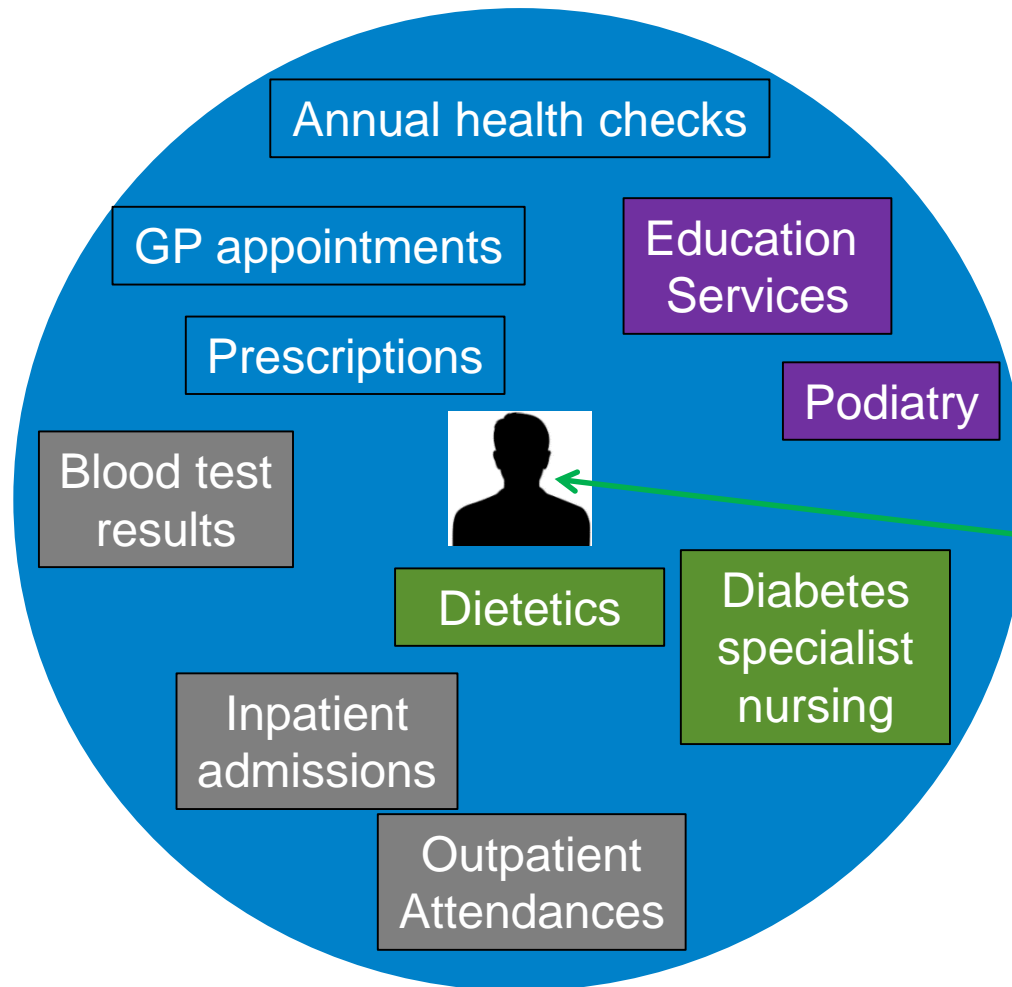 Annual health checks
GP appointments
Education
Services
Prescriptions
Podiatry
Blood test
results
Dietetics
Diabetes
specialist
nursing
Inpatient
admissions
Outpatient
Attendances